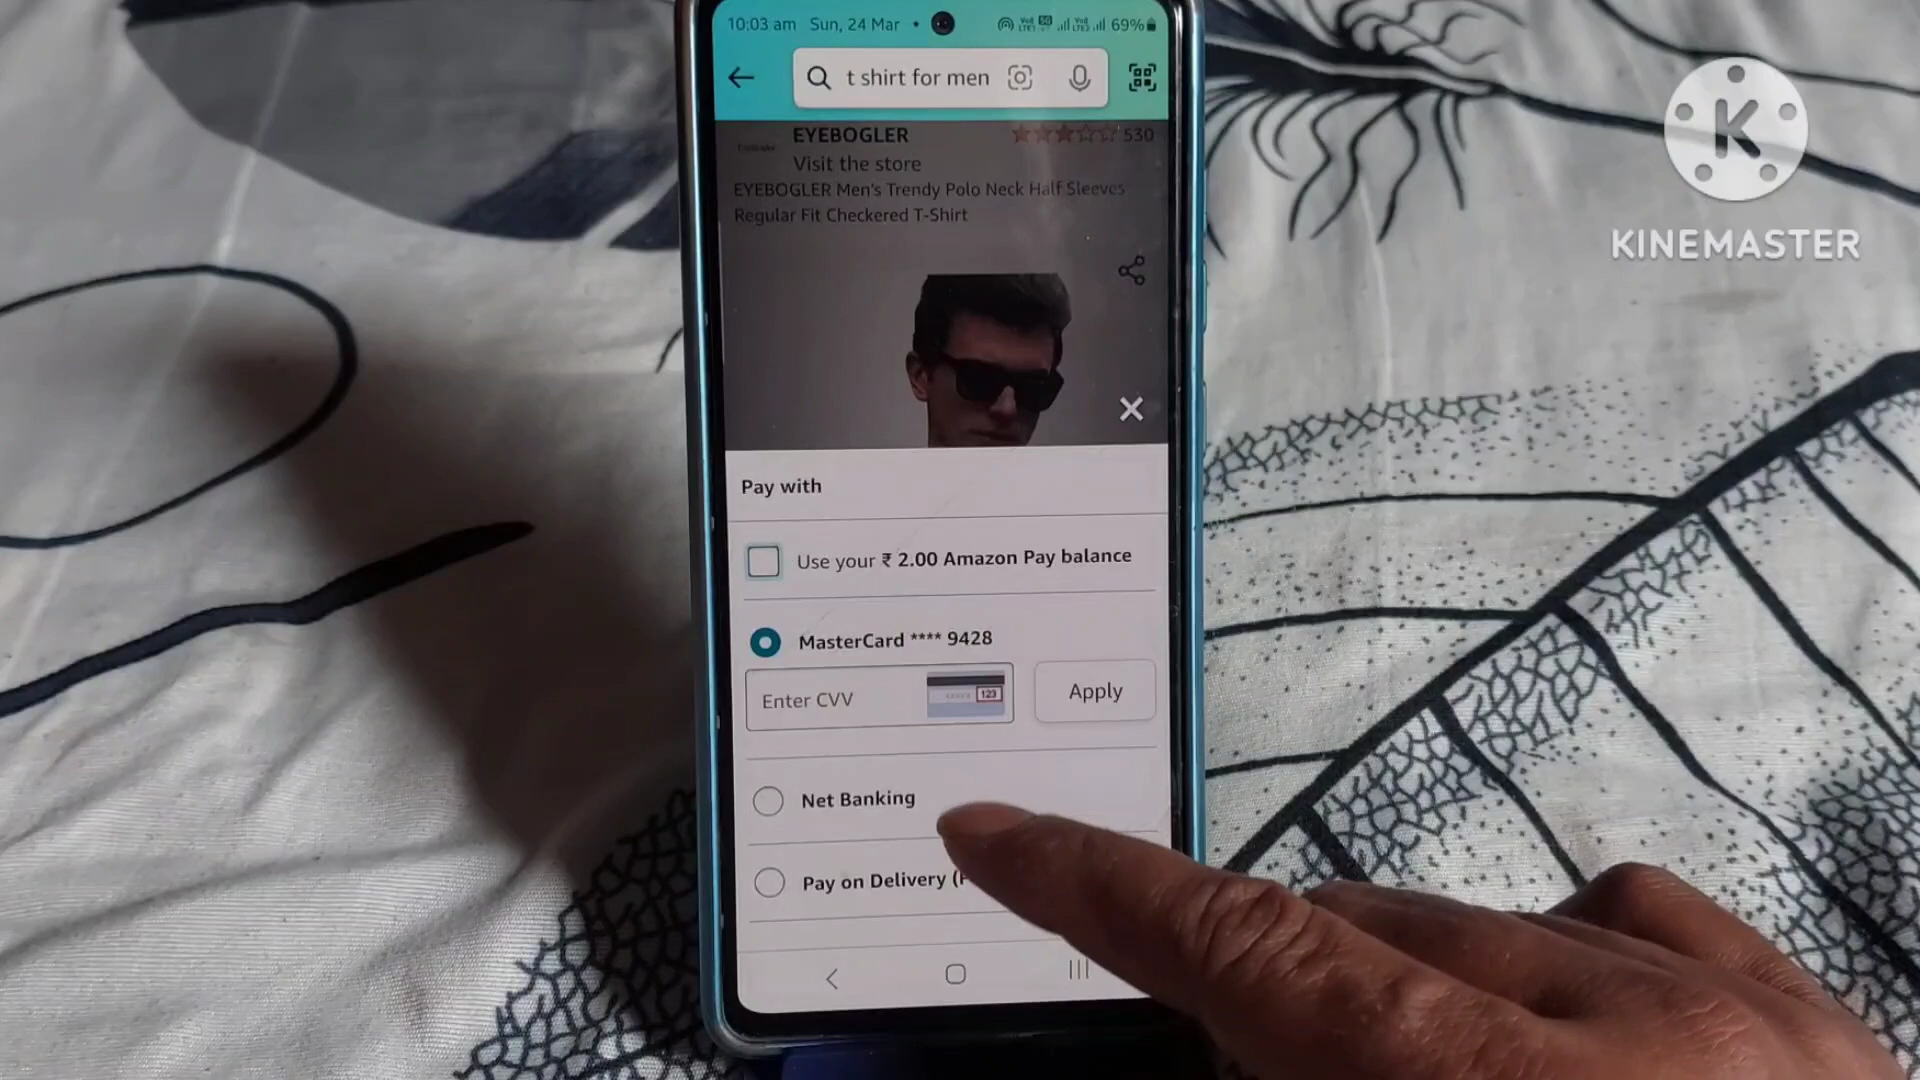 10:03 am Sun, 24 Mar • 69%
t shirt for men
EYEBOGLER 530
Visit the store
EYEBOGLER Men's Trendy Polo Neck Half Sleeves
Regular Fit Checkered T-Shirt
Pay with
Use your ₹ 2.00 Amazon Pay balance
MasterCard **** 9428
Enter CVV 123 Apply
Net Banking
Pay on Delivery (
K
KINEMASTER